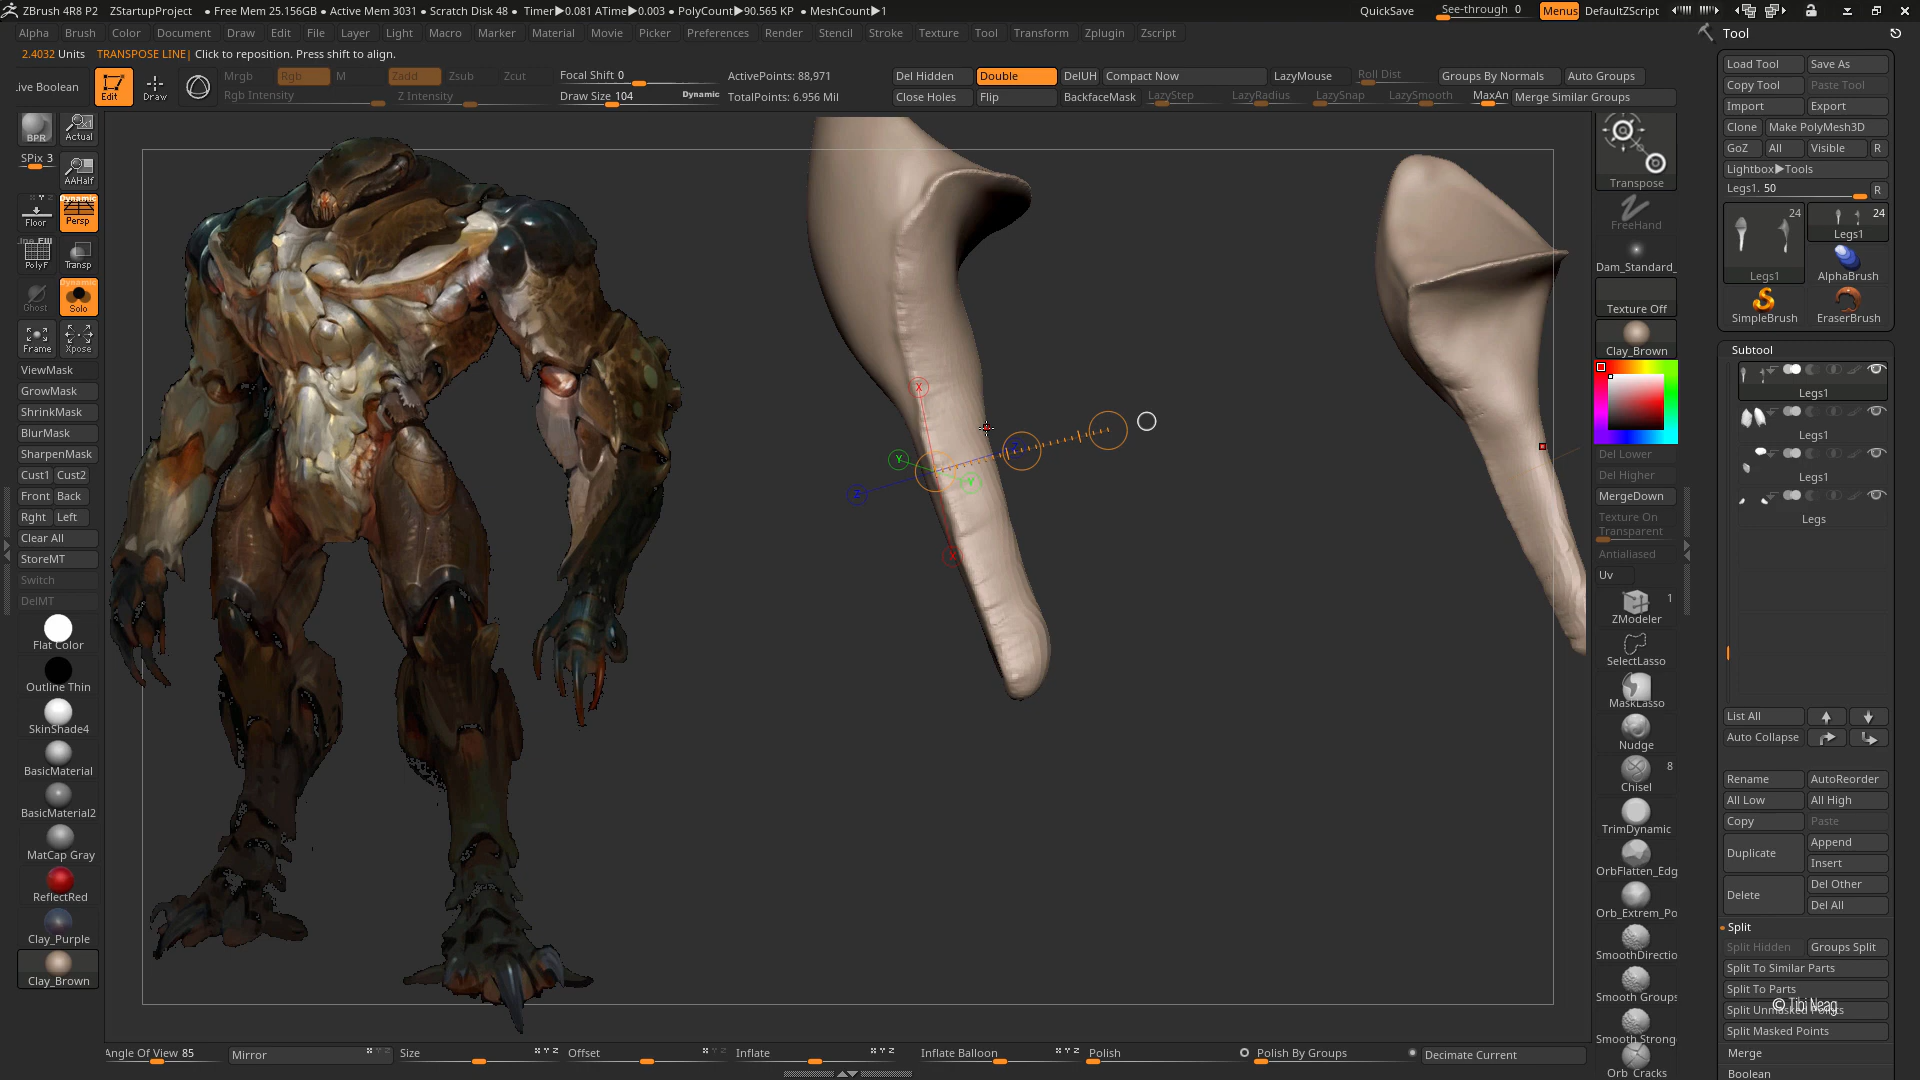 ZBrush 4R8 P2 ZStartupProject • Free Mem 25.156GB • Active Mem 3031 • Scratch Disk 48 • Timer▶0.081 ATime▶0.003 • PolyCount▶90.565 KP • MeshCount▶1 QuickSave See-through 0 Menus DefaultZScript
Alpha Brush Color Document Draw Edit File Layer Light Macro Marker Material Movie Picker Preferences Render Stencil Stroke Texture Tool Transform Zplugin Zscript
2.4032 Units TRANSPOSE LINE| Click to reposition. Press shift to align.
ive Boolean Edit Draw
Mrgb Rgb M Zadd Zsub Zcut
Rgb Intensity Z Intensity
Focal Shift 0
Draw Size 104 Dynamic
ActivePoints: 88,971
TotalPoints: 6.956 Mil
Del Hidden Double DelUH Compact Now LazyMouse Roll Dist Groups By Normals Auto Groups
Close Holes Flip BackfaceMask LazyStep LazyRadius LazySnap LazySmooth MaxAn Merge Similar Groups
BPR Actual
SPix 3 AAHalf
Floor Dynamic Persp
Line Fill PolyF Transp
Ghost Dynamic Solo
Frame Xpose
ViewMask
GrowMask
ShrinkMask
BlurMask
SharpenMask
Cust1 Cust2
Front Back
Rght Left
Clear All
StoreMT
Switch
DelMT
Flat Color
Outline Thin
SkinShade4
BasicMaterial
BasicMaterial2
MatCap Gray
ReflectRed
Clay_Purple
Clay_Brown
X
Y Z
Z Y
X
Transpose
FreeHand
Dam_Standard_
Texture Off
Clay_Brown
Del Lower
Del Higher
MergeDown
Texture On
Transparent
Antialiased
Uv
1
ZModeler
SelectLasso
MaskLasso
Nudge
8
Chisel
TrimDynamic
OrbFlatten_Edg
Orb_Extrem_Po
SmoothDirectio
Smooth Groups
Smooth Strong
Orb_Cracks
Tool
Load Tool Save As
Copy Tool Paste Tool
Import Export
Clone Make PolyMesh3D
GoZ All Visible R
Lightbox▶Tools
Legs1. 50 R
24 24
Legs1
Legs1 AlphaBrush
SimpleBrush EraserBrush
Subtool
Legs1
Legs1
Legs1
Legs
List All
Auto Collapse
Rename AutoReorder
All Low All High
Copy Paste
Duplicate Append
Insert
Delete Del Other
Del All
Split
Split Hidden Groups Split
Split To Similar Parts
Split To Parts
© Tibi Neag
Split Unmasked Points
Split Masked Points
Merge
Boolean
Angle Of View 85 Mirror Size Offset Inflate Inflate Balloon Polish Polish By Groups Decimate Current